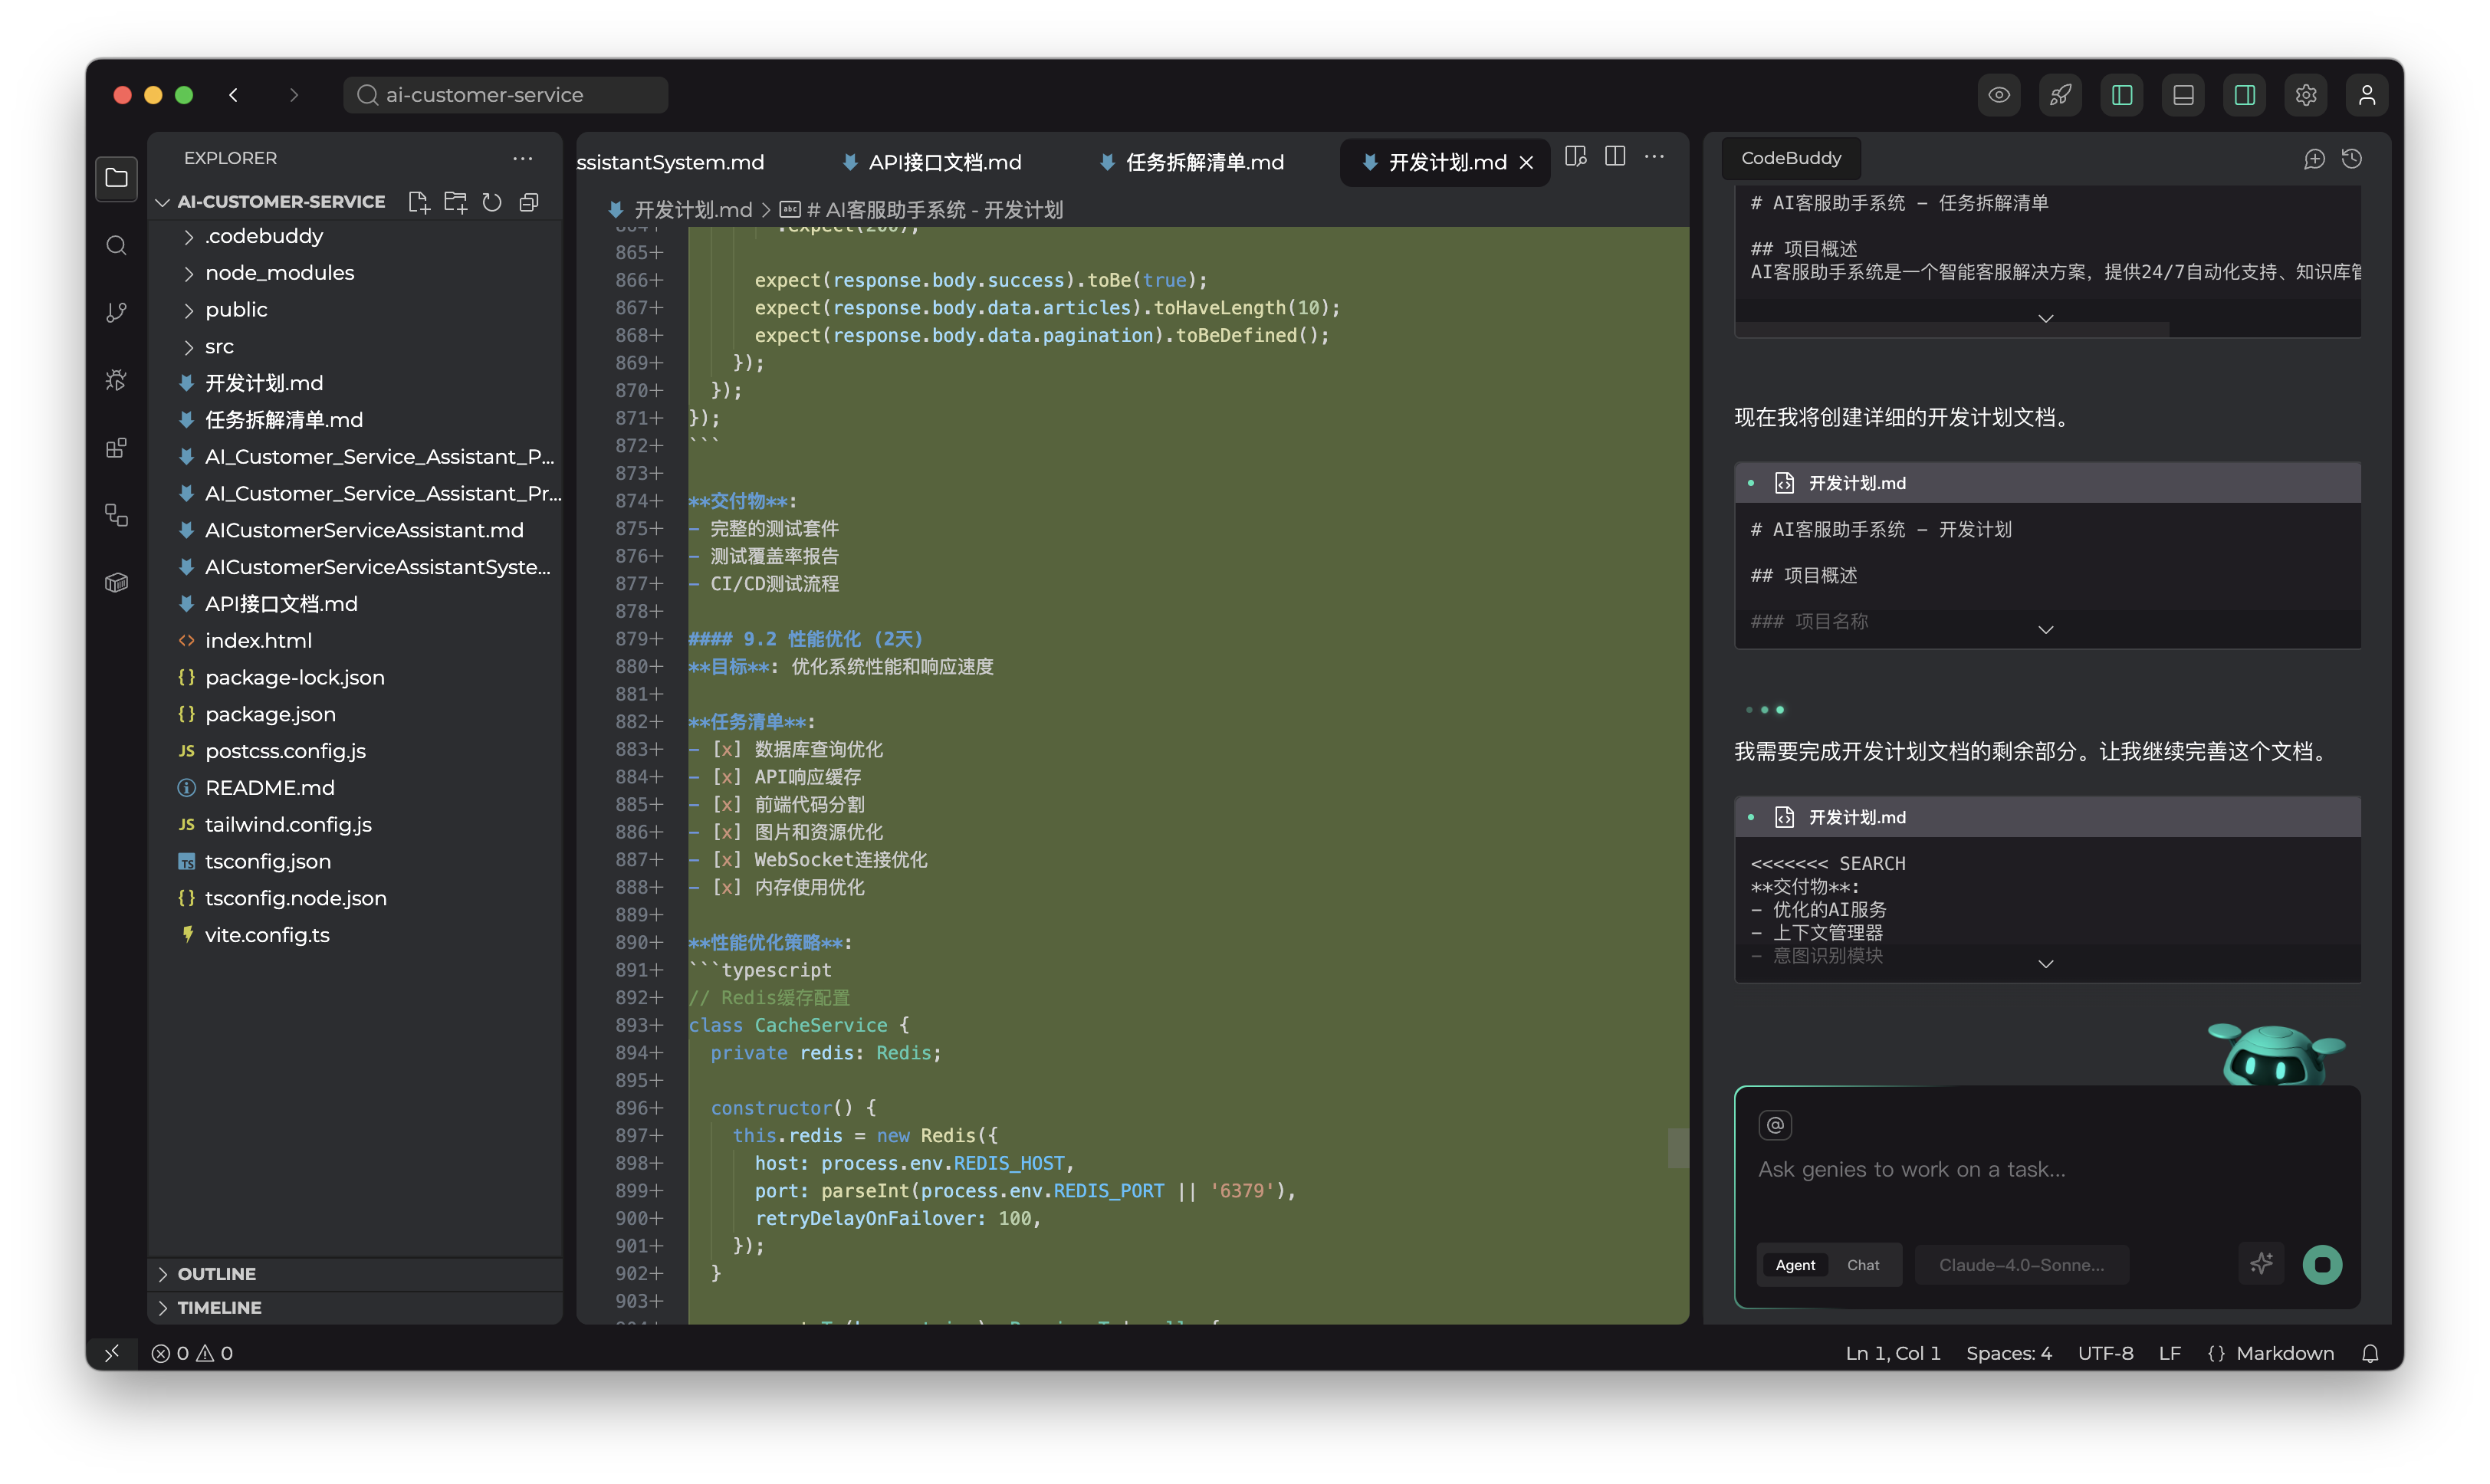 ai-customer-service
EXPLORER
AI-CUSTOMER-SERVICE
.codebuddy
node_modules
public
src
开发计划.md
任务拆解清单.md
AI_Customer_Service_Assistant_P...
AI_Customer_Service_Assistant_Pr...
AICustomerServiceAssistant.md
AICustomerServiceAssistantSyste...
API接口文档.md
index.html
package-lock.json
package.json
postcss.config.js
README.md
tailwind.config.js
tsconfig.json
tsconfig.node.json
vite.config.ts
OUTLINE
TIMELINE
ssistantSystem.md
API接口文档.md
任务拆解清单.md
开发计划.md
开发计划.md > # AI客服助手系统 - 开发计划
865+
866+ expect(response.body.success).toBe(true);
867+ expect(response.body.data.articles).toHaveLength(10);
868+ expect(response.body.data.pagination).toBeDefined();
869+ });
870+ });
871+ });
872+ ```
873+
874+ **交付物**:
875+ - 完整的测试套件
876+ - 测试覆盖率报告
877+ - CI/CD测试流程
878+
879+ #### 9.2 性能优化 (2天)
880+ **目标**: 优化系统性能和响应速度
881+
882+ **任务清单**:
883+ - [x] 数据库查询优化
884+ - [x] API响应缓存
885+ - [x] 前端代码分割
886+ - [x] 图片和资源优化
887+ - [x] WebSocket连接优化
888+ - [x] 内存使用优化
889+
890+ **性能优化策略**:
891+ ```typescript
892+ // Redis缓存配置
893+ class CacheService {
894+ private redis: Redis;
895+
896+ constructor() {
897+ this.redis = new Redis({
898+ host: process.env.REDIS_HOST,
899+ port: parseInt(process.env.REDIS_PORT || '6379'),
900+ retryDelayOnFailover: 100,
901+ });
902+ }
903+
CodeBuddy
# AI客服助手系统 - 任务拆解清单
## 项目概述
AI客服助手系统是一个智能客服解决方案，提供24/7自动化支持、知识库管
现在我将创建详细的开发计划文档。
开发计划.md
# AI客服助手系统 - 开发计划
## 项目概述
### 项目名称
我需要完成开发计划文档的剩余部分。让我继续完善这个文档。
开发计划.md
<<<<<<< SEARCH
**交付物**:
- 优化的AI服务
- 上下文管理器
- 意图识别模块
@
Ask genies to work on a task...
Agent
Chat
Claude-4.0-Sonne...
0 0
Ln 1, Col 1
Spaces: 4
UTF-8
LF
{} Markdown